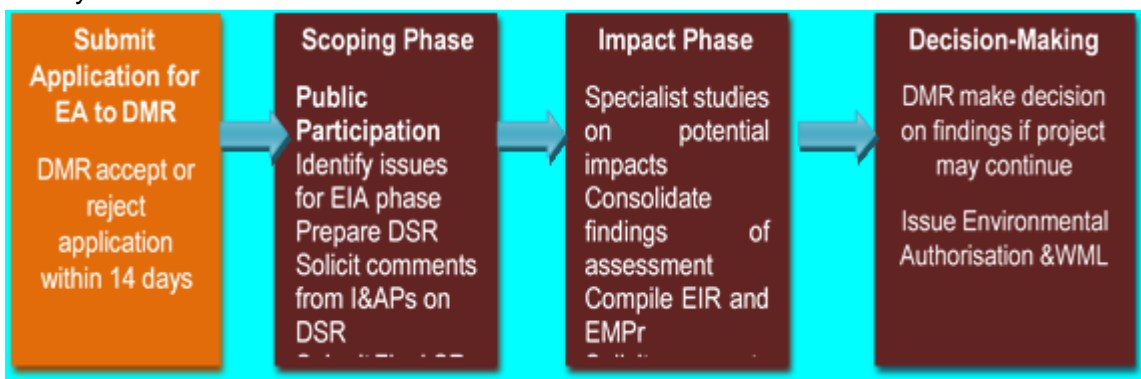 Submit
Application for
EA to DMR
DMR accept or
reject
application
within 14 days
Scoping Phase
Public
Participation
Identify issues
for EIA phase
Prepare DSR
Solicit comments
from I&APs on
DSR
Impact Phase
Specialist studies
on potential
impacts
Consolidate
findings of
assessment
Compile EIR and
EMPr
Decision-Making
DMR make decision
on findings if project
may continue
Issue Environmental
Authorisation &WML